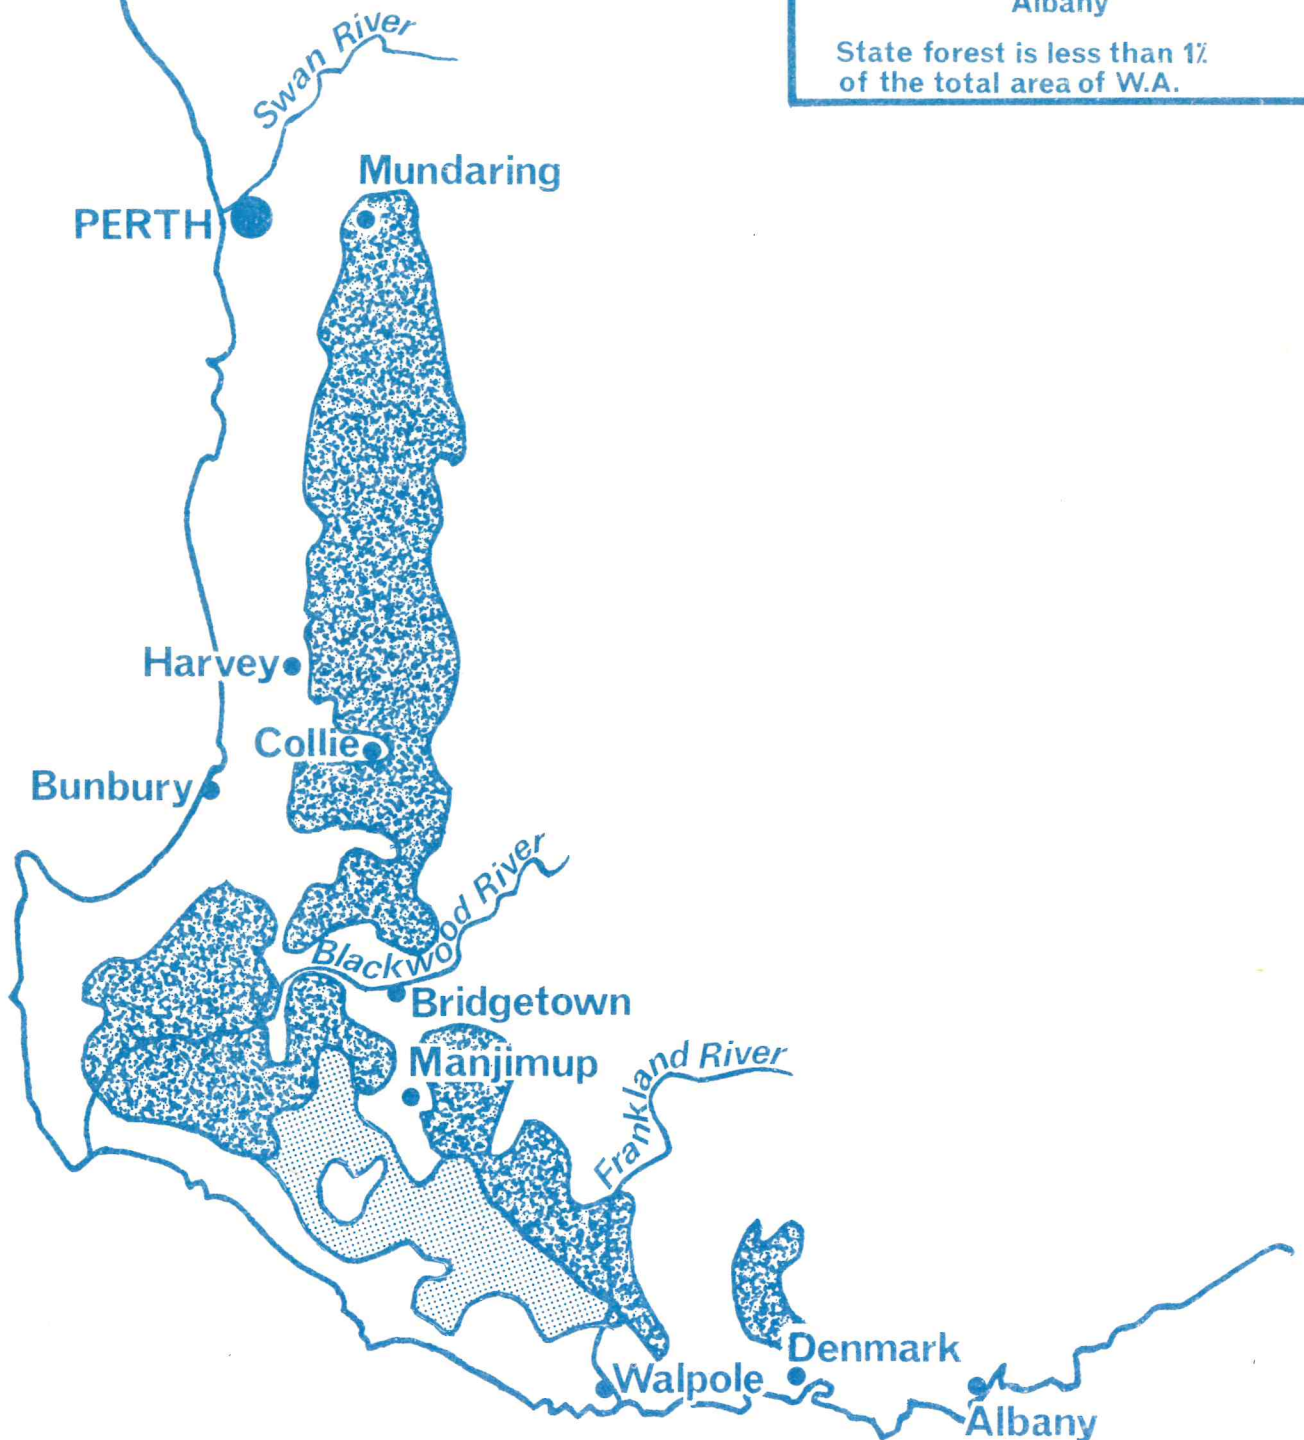 Albany
State forest is less than 1%
of the total area of W.A.
Swan River
Mundaring
PERTH
Harvey
Collie
Bunbury
Blackwood River
Bridgetown
Manjimup
Frankland River
Denmark
Walpole
Albany